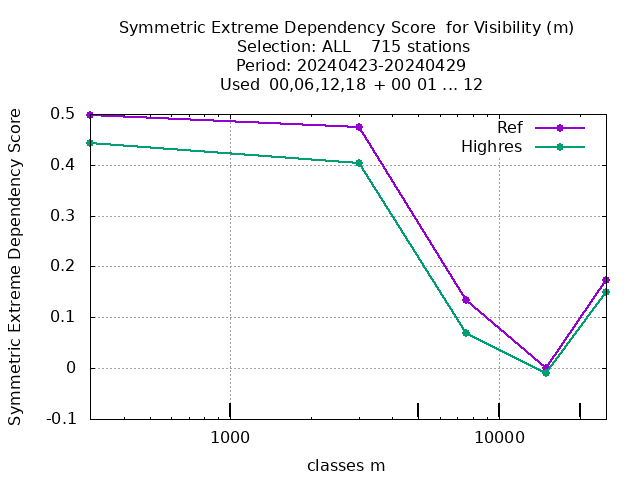 Symmetric Extreme Dependency Score  for Visibility (m)
Selection: ALL    715 stations
Period: 20240423-20240429
Used  00,06,12,18  + 00 01 ... 12
Symmetric Extreme Dependency Score
0.5
0.4
0.3
0.2
0.1
0
-0.1
Ref
Highres
1000
10000
classes m